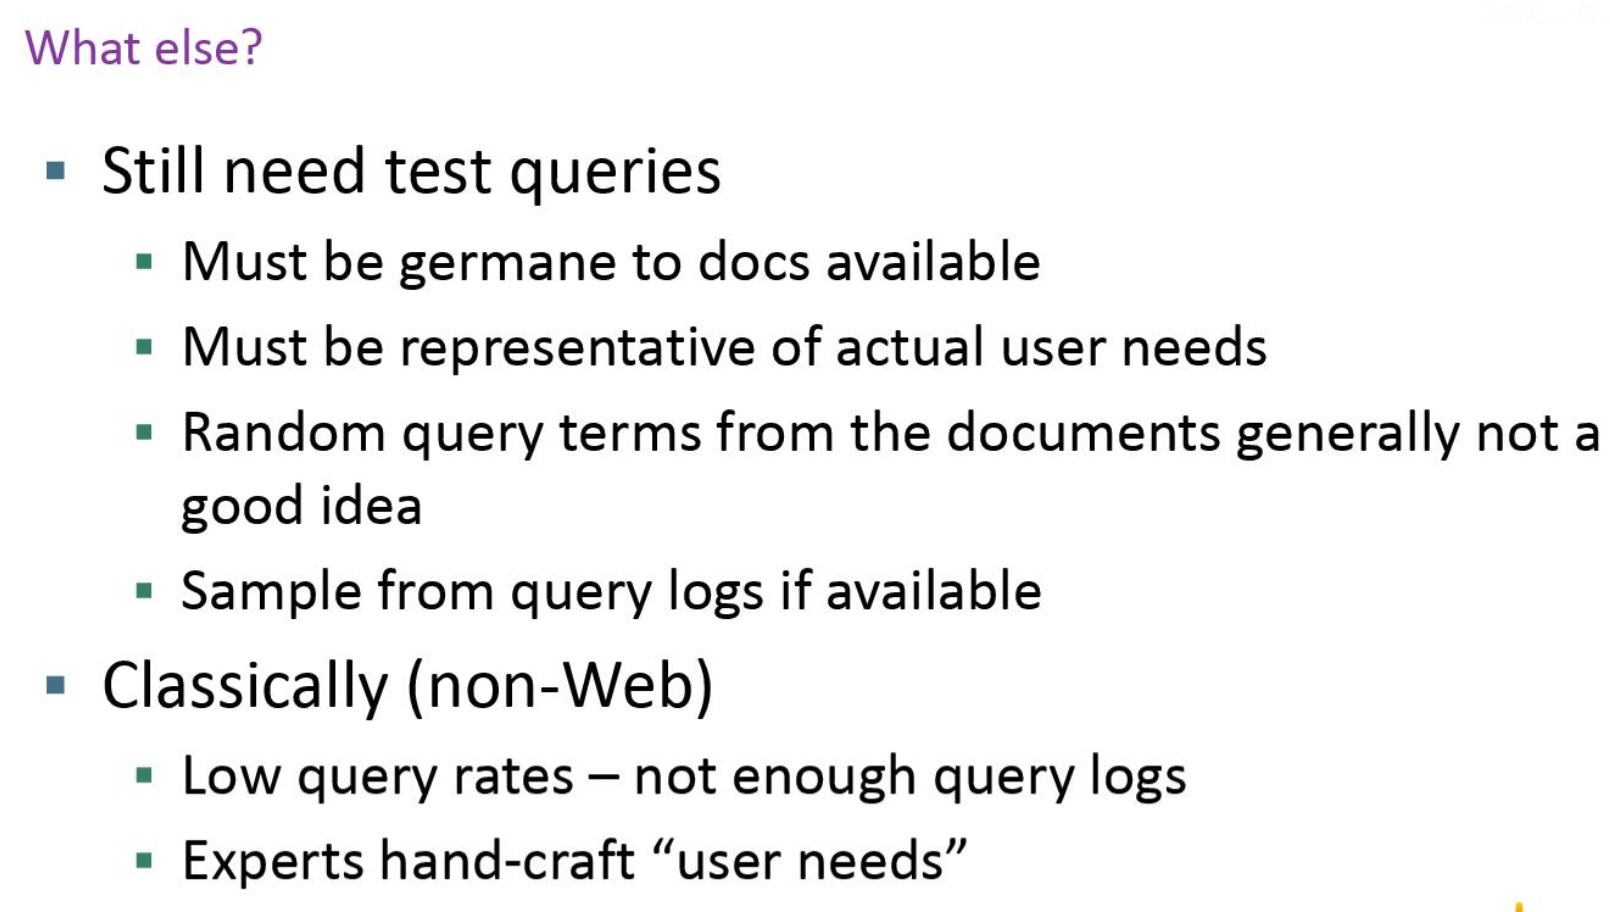 What else?
Still need test queries
Must be germane to docs available
Must be representative of actual user needs
Random query terms from the documents generally not a
good idea
Sample from query logs if available
Classically (non-Web)
Low query rates – not enough query logs
Experts hand-craft “user needs”